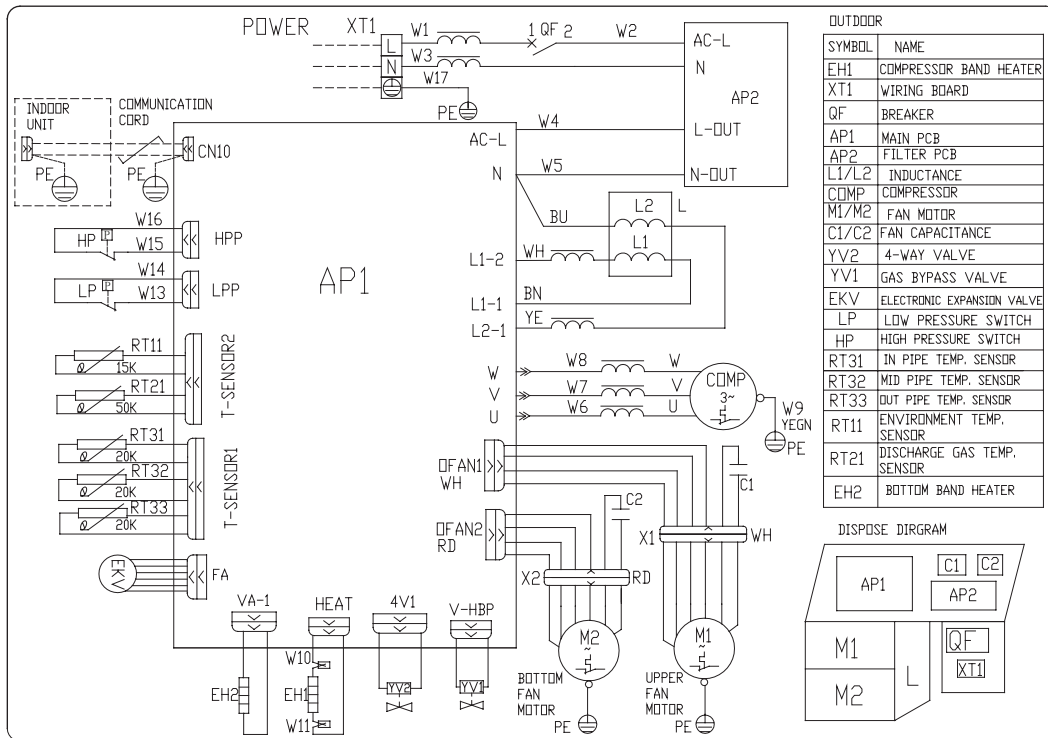 POWER XT1
L
N
W1
W3
W17
PE
1 QF 2
W2
AC-L
N
AP2
L-OUT
N-OUT
INDOOR
UNIT
COMMUNICATION
CORD
CN10
PE
PE
AP1
AC-L
N
W4
W5
BU
L2
L
L1
L1-2
WH
L1-1
BN
L2-1
YE
W16
HP
P
W15
HPP
W14
LP
P
W13
LPP
RT11
15K
RT21
50K
T-SENSOR2
RT31
20K
RT32
20K
RT33
20K
T-SENSOR1
EKV
FA
W
V
U
W8
W7
W6
W
V
U
COMP
3~
W9
YEGN
PE
OFAN1
WH
OFAN2
RD
C1
C2
X1
WH
X2
RD
M2
~
M1
~
BOTTOM
FAN
MOTOR
PE
UPPER
FAN
MOTOR
PE
VA-1
HEAT
4V1
V-HBP
W10
EH2
EH1
W11
YV2
YV1
OUTDOOR
SYMBOL NAME
EH1 COMPRESSOR BAND HEATER
XT1 WIRING BOARD
QF BREAKER
AP1 MAIN PCB
AP2 FILTER PCB
L1/L2 INDUCTANCE
COMP COMPRESSOR
M1/M2 FAN MOTOR
C1/C2 FAN CAPACITANCE
YV2 4-WAY VALVE
YV1 GAS BYPASS VALVE
EKV ELECTRONIC EXPANSION VALVE
LP LOW PRESSURE SWITCH
HP HIGH PRESSURE SWITCH
RT31 IN PIPE TEMP. SENSOR
RT32 MID PIPE TEMP. SENSOR
RT33 OUT PIPE TEMP. SENSOR
RT11 ENVIRONMENT TEMP.
SENSOR
RT21 DISCHARGE GAS TEMP.
SENSOR
EH2 BOTTOM BAND HEATER
DISPOSE DIRGRAM
AP1
C1
C2
AP2
M1
M2
L
QF
XT1